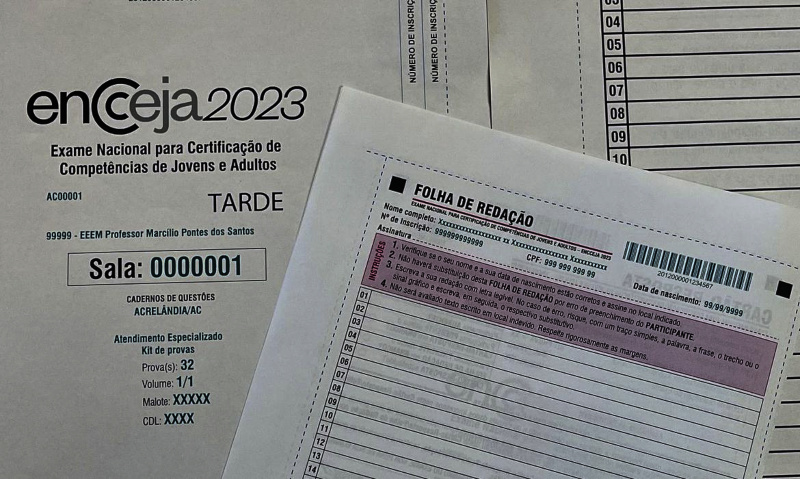 NÚMERO DE INSCRIÇÃO
NÚMERO DE INSCRIÇÃO
encceja2023
Exame Nacional para Certificação de
Competências de Jovens e Adultos
AC00001
TARDE
99999 - EEEM Professor Marcílio Pontes dos Santos
Sala: 0000001
CADERNOS DE QUESTÕES
ACRELÂNDIA/AC
Atendimento Especializado
Kit de provas
Prova(s): 32
Volume: 1/1
Malote: XXXXX
CDL: XXXX
04
05
06
07
08
09
10
FOLHA DE REDAÇÃO
EXAME NACIONAL PARA CERTIFICAÇÃO DE COMPETÊNCIAS DE JOVENS E ADULTOS - ENCCEJA 2023
Nome completo:
Nº de Inscrição: 999999999999
CPF: 999 999 999 99
Assinatura
2012000001234567
Data de nascimento: 99/99/9999
INSTRUÇÕES
1. Verifique se o seu nome e a sua data de nascimento estão corretos e assine no local indicado.
2. Não haverá substituição desta FOLHA DE REDAÇÃO por erro de preenchimento do PARTICIPANTE.
3. Escreva a sua redação com letra legível. No caso de erro, risque, com um traço simples, a palavra, a frase, o trecho ou o
sinal gráfico e escreva, em seguida, o respectivo substitutivo.
4. Não será avaliado texto escrito em local indevido. Respeite rigorosamente as margens.
01
02
03
04
05
06
07
08
09
10
11
12
13
14